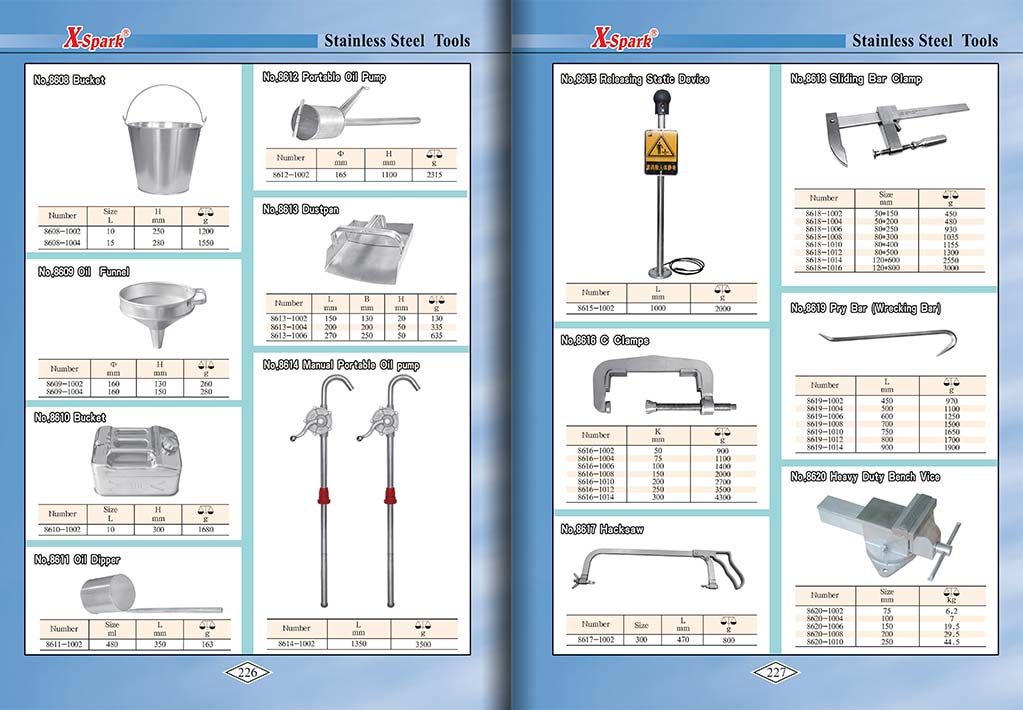 X-Spark®
Stainless Steel Tools
No,8608 Bucket
Number Size L H mm g
8608-1002 10 250 1200
8608-1004 15 280 1550
No,8609 Oil Funnel
Number Φ mm H mm g
8609-1002 160 130 260
8609-1004 160 150 280
No,8610 Bucket
Number Size L H mm g
8610-1002 10 300 1680
No,8611 Oil Dipper
Number Size ml L mm g
8611-1002 480 350 163
No,8612 Portable Oil Pump
Number Φ mm H mm g
8612-1002 165 1100 2315
No,8613 Dustpan
Number L mm B mm H mm g
8613-1002 150 130 20 130
8613-1004 200 200 50 335
8613-1006 270 250 50 635
No,8614 Manual Portable Oil pump
Number L mm g
8614-1002 1350 3500
226
X-Spark®
Stainless Steel Tools
No,8615 Releasing Static Device
请消除人体静电
Number L mm g
8615-1002 1000 2000
No,8616 G Clamps
Number K mm g
8616-1002 50 900
8616-1004 75 1100
8616-1006 100 1400
8616-1008 150 2000
8616-1010 200 2700
8616-1012 250 3500
8616-1014 300 4300
No,8617 Hacksaw
Number Size L mm g
8617-1002 300 470 800
No,8618 Sliding Bar Clamp
Number Size mm g
8618-1002 50*150 450
8618-1004 50*200 480
8618-1006 80*250 930
8618-1008 80*300 1035
8618-1010 80*400 1155
8618-1012 80*500 1300
8618-1014 120*600 2550
8618-1016 120*800 3000
No,8619 Pry Bar (Wrecking Bar)
Number L mm g
8619-1002 450 970
8619-1004 500 1100
8619-1006 600 1250
8619-1008 700 1500
8619-1010 750 1650
8619-1012 800 1700
8619-1014 900 1900
No,8620 Heavy Duty Bench Vice
Number Size mm kg
8620-1002 75 6.2
8620-1004 100 7
8620-1006 150 19.5
8620-1008 200 29.5
8620-1010 250 44.5
227